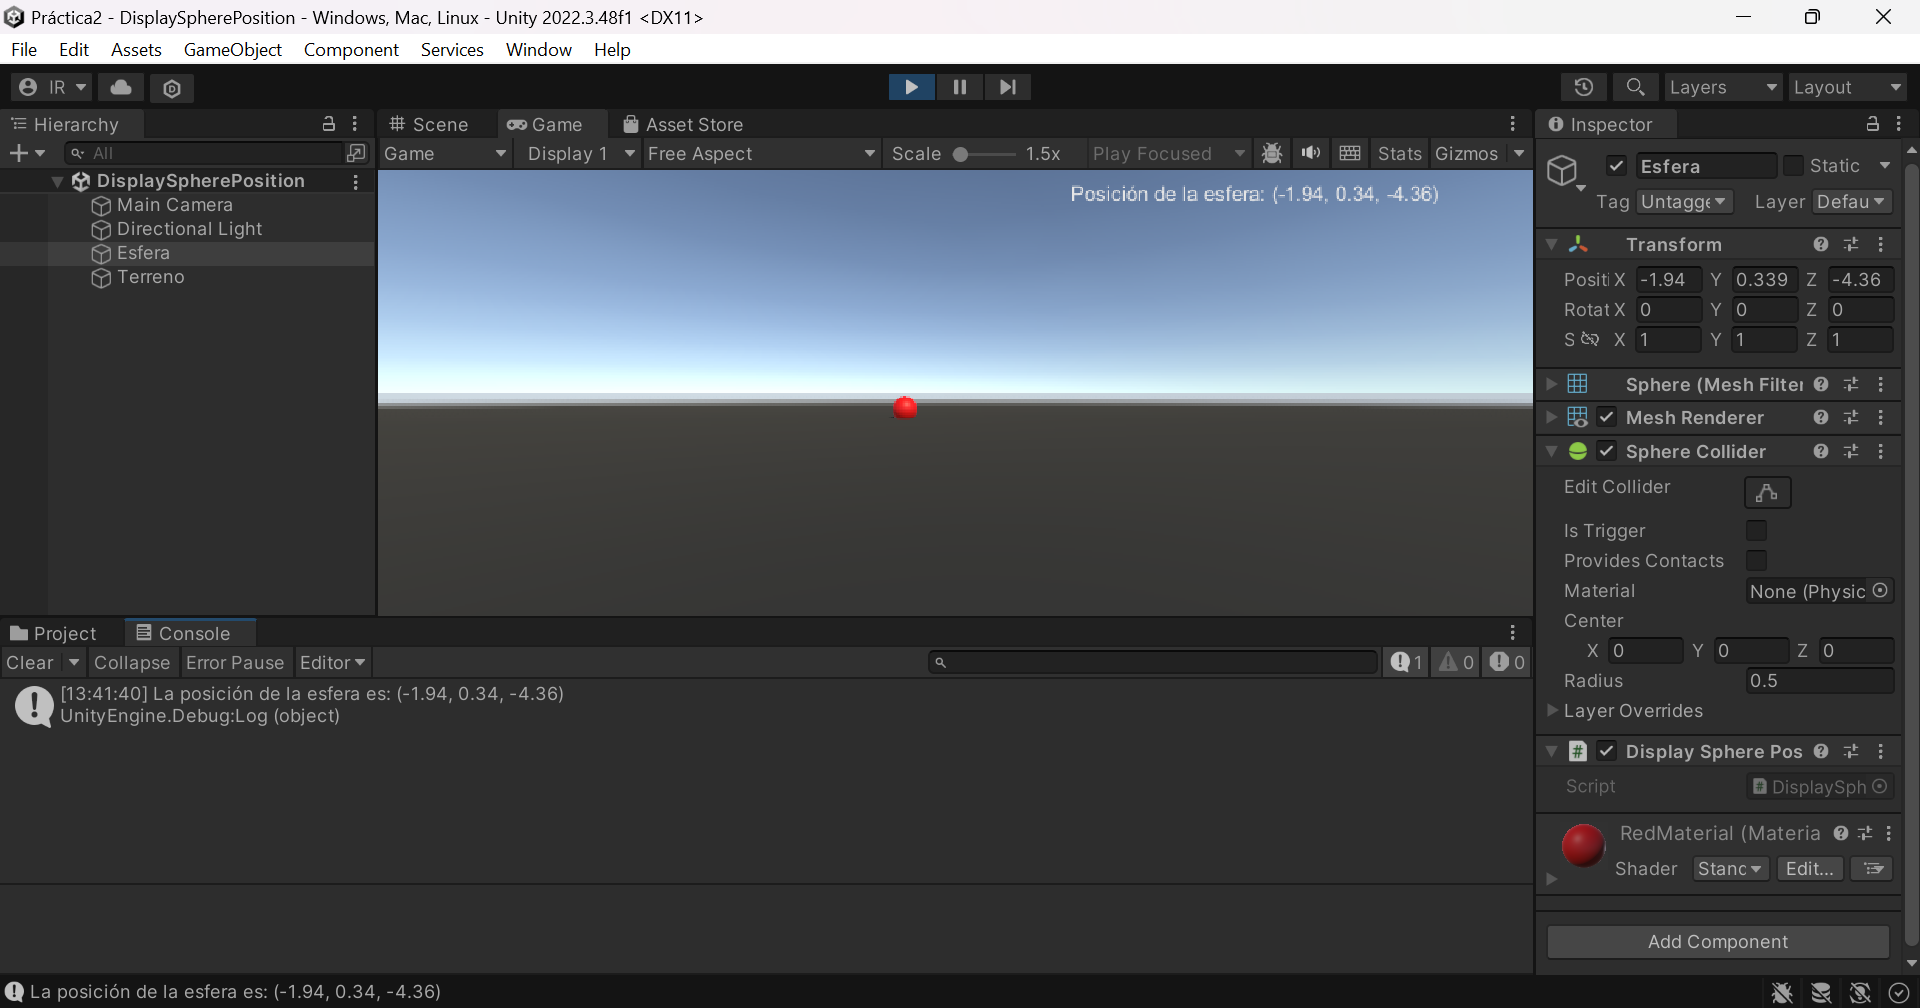 Práctica2 - DisplaySpherePosition - Windows, Mac, Linux - Unity 2022.3.48f1 <DX11>
File Edit Assets GameObject Component Services Window Help
IR Layers Layout
Hierarchy Scene Game Asset Store Inspector
All Game Display 1 Free Aspect Scale 1.5x Play Focused Stats Gizmos
Esfera Static
Tag Untagge Layer Defau
DisplaySpherePosition
Main Camera
Directional Light
Esfera
Terreno
Posición de la esfera: (-1.94, 0.34, -4.36)
Transform
Positi X -1.94 Y 0.339 Z -4.36
Rotat X 0 Y 0 Z 0
S X 1 Y 1 Z 1
Sphere (Mesh Filter
Mesh Renderer
Sphere Collider
Edit Collider
Is Trigger
Provides Contacts
Material None (Physic
Center
X 0 Y 0 Z 0
Radius 0.5
Layer Overrides
Display Sphere Pos
Script # DisplaySph
RedMaterial (Materia
Shader Stanc Edit...
Add Component
Project Console
Clear Collapse Error Pause Editor 1 0 0
[13:41:40] La posición de la esfera es: (-1.94, 0.34, -4.36)
UnityEngine.Debug:Log (object)
La posición de la esfera es: (-1.94, 0.34, -4.36)